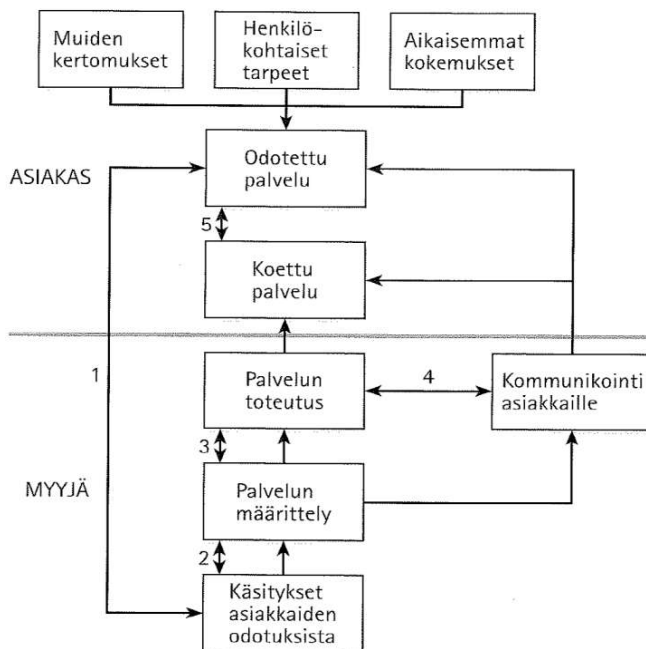 Muiden
kertomukset
Henkilö-
kohtaiset
tarpeet
Aikaisemmat
kokemukset
ASIAKAS
Odotettu
palvelu
5
Koettu
palvelu
1
Palvelun
toteutus
4
Kommunikointi
asiakkaille
3
MYYJÄ
Palvelun
määrittely
2
Käsitykset
asiakkaiden
odotuksista